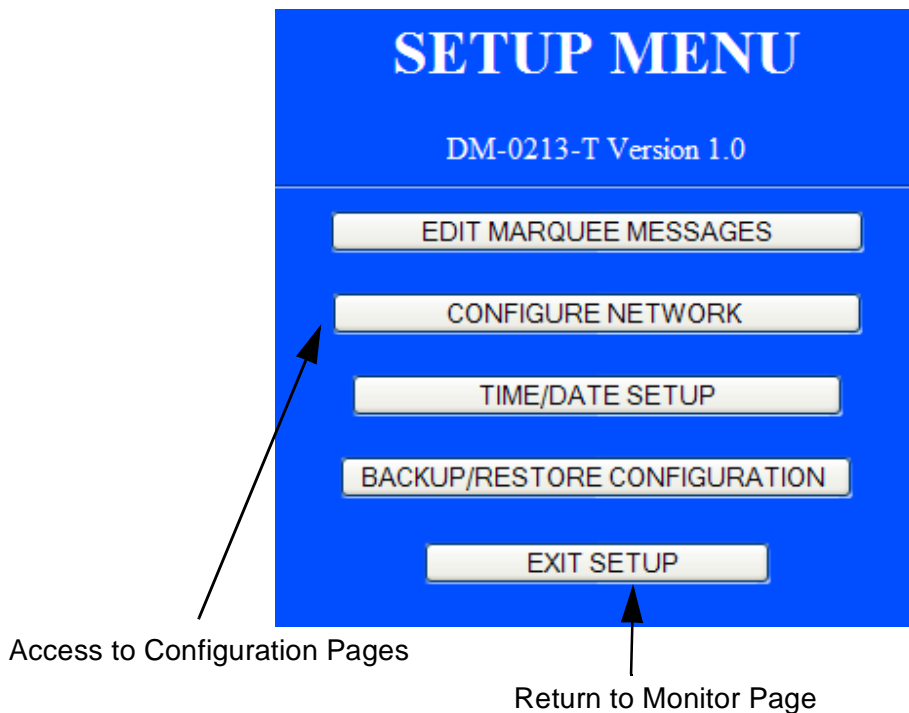 SETUP MENU
DM-0213-T Version 1.0
EDIT MARQUEE MESSAGES
CONFIGURE NETWORK
TIME/DATE SETUP
BACKUP/RESTORE CONFIGURATION
EXIT SETUP
Access to Configuration Pages
Return to Monitor Page